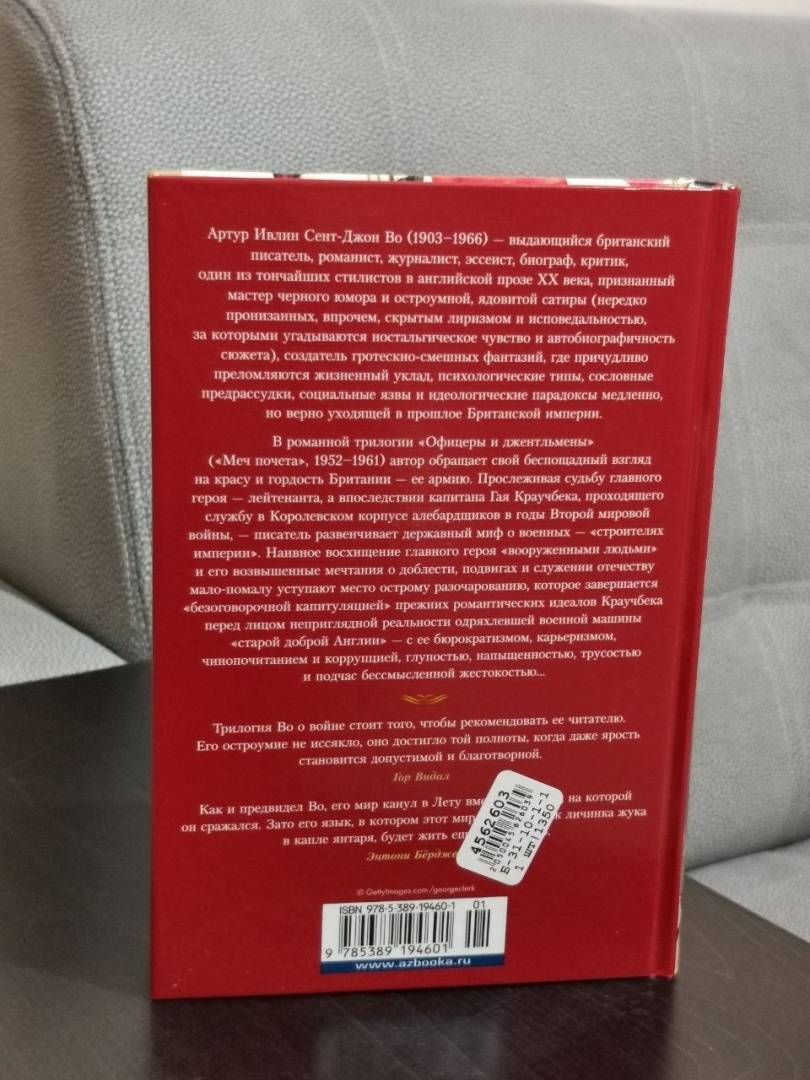 Артур Ивлин Сент-Джон Во (1903–1966) — выдающийся британский
писатель, романист, журналист, эссеист, биограф, критик,
один из тончайших стилистов в английской прозе XX века, признанный
мастер черного юмора и остроумной, ядовитой сатиры (нередко
пронизанных, впрочем, скрытым лиризмом и исповедальностью,
за которыми угадываются ностальгическое чувство и автобиографичность
сюжета), создатель гротескно-смешных фантазий, где причудливо
преломляются жизненный уклад, психологические типы, сословные
предрассудки, социальные язвы и идеологические парадоксы медленно,
но верно уходящей в прошлое Британской империи.
В романной трилогии «Офицеры и джентльмены»
(«Меч почета», 1952–1961) автор обращает свой беспощадный взгляд
на красу и гордость Британии — ее армию. Прослеживая судьбу главного
героя — лейтенанта, а впоследствии капитана Гая Краучбека, проходящего
службу в Королевском корпусе алебардщиков в годы Второй мировой
войны, — писатель развенчивает державный миф о военных — «строителях
империи». Наивное восхищение главного героя «вооруженными людьми»
и его возвышенные мечтания о доблести, подвигах и служении отечеству
мало-помалу уступают место острому разочарованию, которое завершается
«безоговорочной капитуляцией» прежних романтических идеалов Краучбека
перед лицом неприглядной реальности одряхлевшей военной машины
«старой доброй Англии» — с ее бюрократизмом, карьеризмом,
чинопочитанием и коррупцией, глупостью, напыщенностью, трусостью
и подчас бессмысленной жестокостью...
Трилогия Во о войне стоит того, чтобы рекомендовать ее читателю.
Его остроумие не иссякло, оно достигло той полноты, когда даже ярость
становится допустимой и благотворной.
Гор Видал
Как и предвидел Во, его мир канул в Лету на которой
он сражался. Зато его язык, в котором этот мир личинка жука
в капле янтаря, будет жить
Энтони
4562603
2050045626039
Б-31-10-1-1
1 шт|1350
© GettyImages.com/georgeclerk
ISBN 978-5-389-19460-1 01
9 785389 194601
www.azbooka.ru